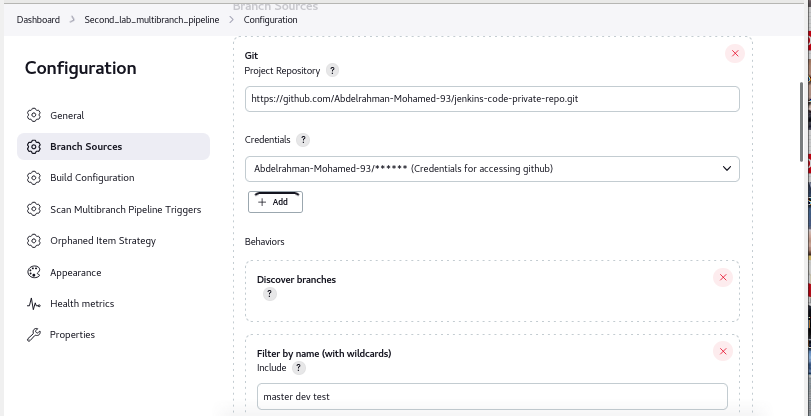 Branch Sources
Dashboard > Second_lab_multibranch_pipeline > Configuration
Configuration
General
Branch Sources
Build Configuration
Scan Multibranch Pipeline Triggers
Orphaned Item Strategy
Appearance
Health metrics
Properties
Git
Project Repository ?
https://github.com/Abdelrahman-Mohamed-93/jenkins-code-private-repo.git
Credentials ?
Abdelrahman-Mohamed-93/****** (Credentials for accessing github)
+ Add
Behaviors
Discover branches
?
Filter by name (with wildcards)
Include ?
master dev test